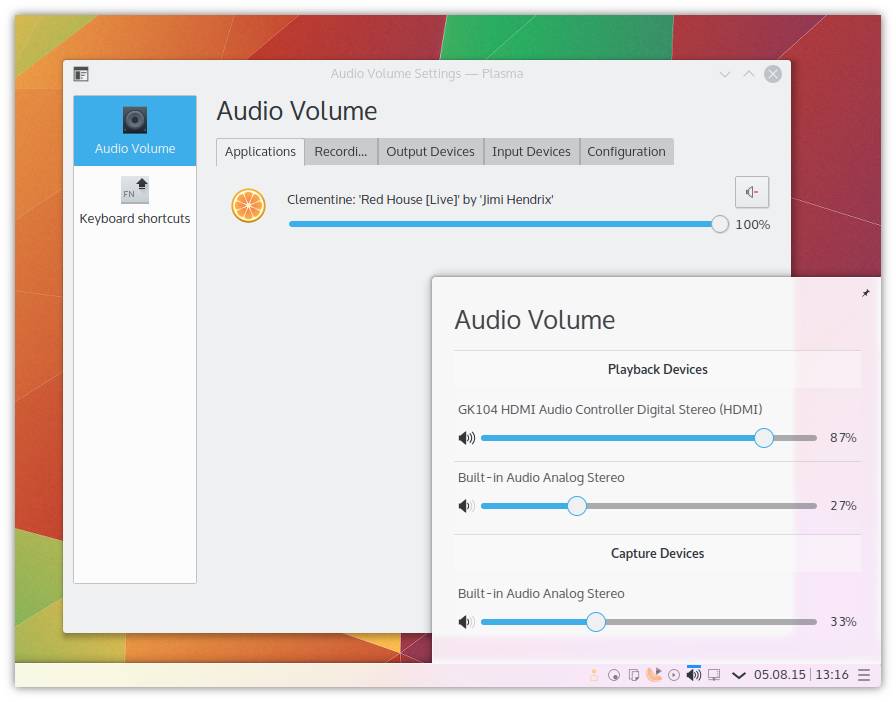 Audio Volume Settings — Plasma
Audio Volume
Keyboard shortcuts
FN
Audio Volume
Applications
Recordi...
Output Devices
Input Devices
Configuration
Clementine: 'Red House [Live]' by 'Jimi Hendrix'
100%
Audio Volume
Playback Devices
GK104 HDMI Audio Controller Digital Stereo (HDMI)
87%
Built-in Audio Analog Stereo
27%
Capture Devices
Built-in Audio Analog Stereo
33%
05.08.15
13:16